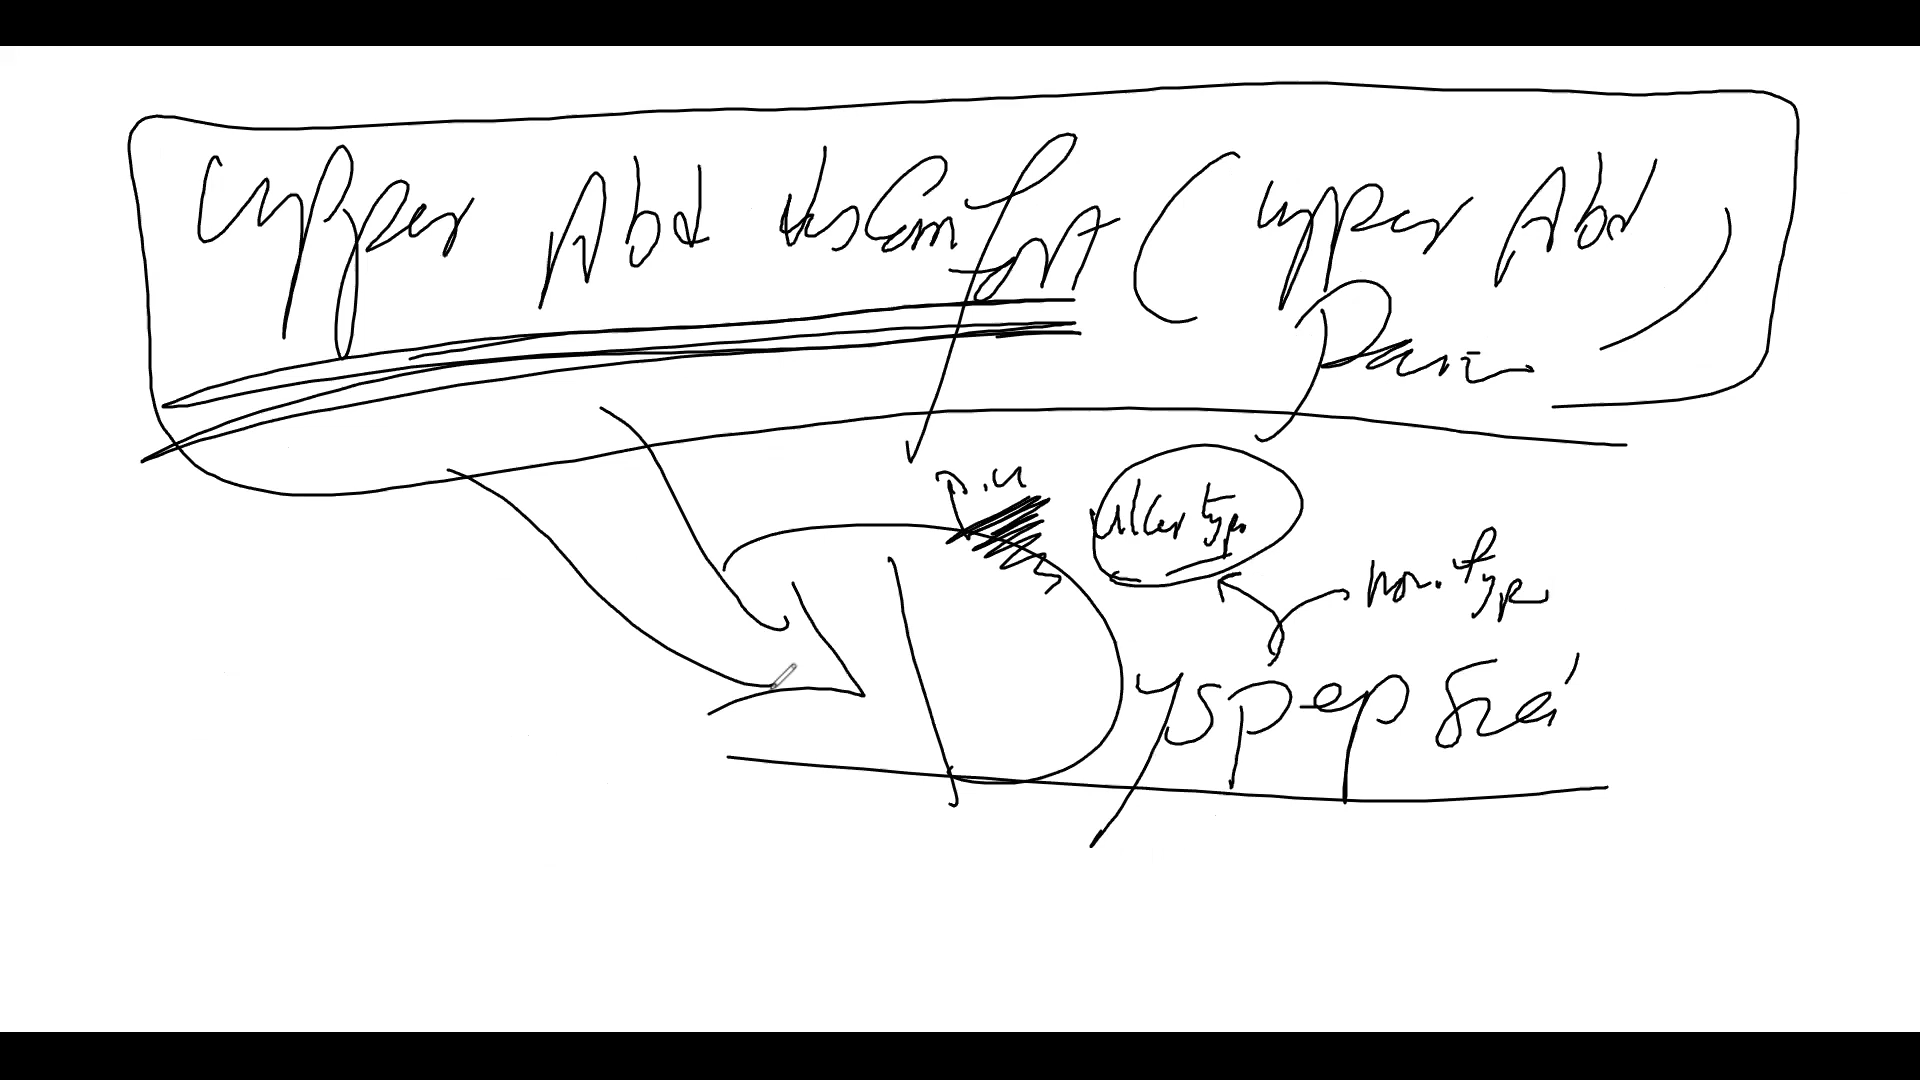 upper Abd discomfort (upper Abd
Pain)
P.U
ulcer type
non. type
Dyspepsia